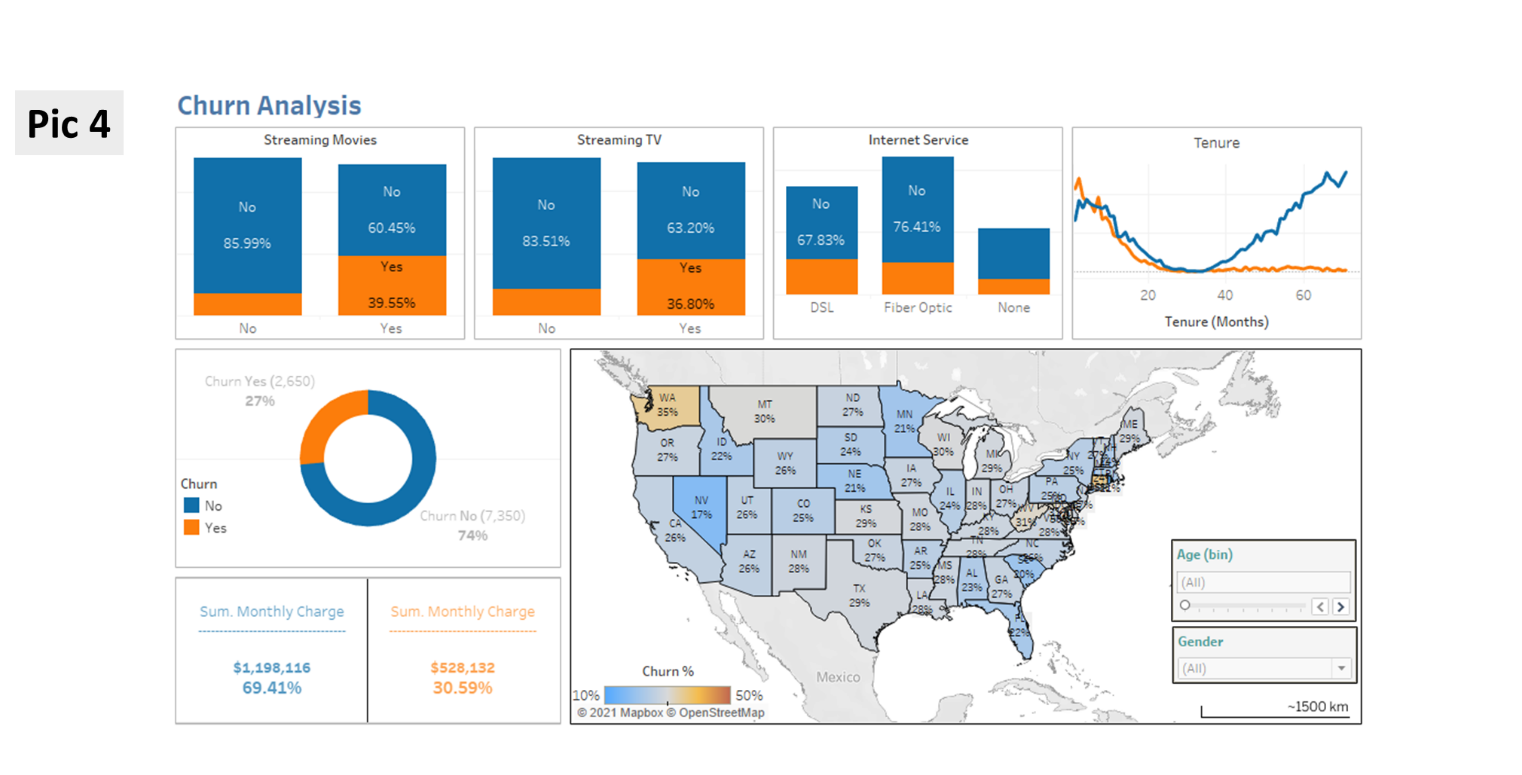 Pic 4
Churn Analysis
Streaming Movies
No
85.99%
No
60.45%
Yes
39.55%
No
Yes
Streaming TV
No
83.51%
No
63.20%
Yes
36.80%
No
Yes
Internet Service
No
67.83%
No
76.41%
DSL
Fiber Optic
None
Tenure
20
40
60
Tenure (Months)
Churn Yes (2,650)
27%
Churn
No
Yes
Churn No (7,350)
74%
Sum. Monthly Charge
$1,198,116
69.41%
Sum. Monthly Charge
$528,132
30.59%
WA
35%
MT
30%
ND
27%
MN
21%
OR
27%
ID
22%
WY
26%
SD
24%
WI
30%
MI
29%
ME
29%
NY
25%
NE
21%
IA
27%
NV
17%
UT
26%
CO
25%
KS
29%
MO
28%
IL
24%
IN
28%
OH
27%
PA
25%
WV
31%
28%
28%
CA
26%
AZ
26%
NM
28%
OK
27%
AR
25%
TN
28%
NC
MS
28%
AL
23%
GA
27%
20%
TX
29%
LA
28%
FL
22%
Mexico
Age (bin)
(All)
Gender
(All)
Churn %
10%
50%
© 2021 Mapbox © OpenStreetMap
~1500 km